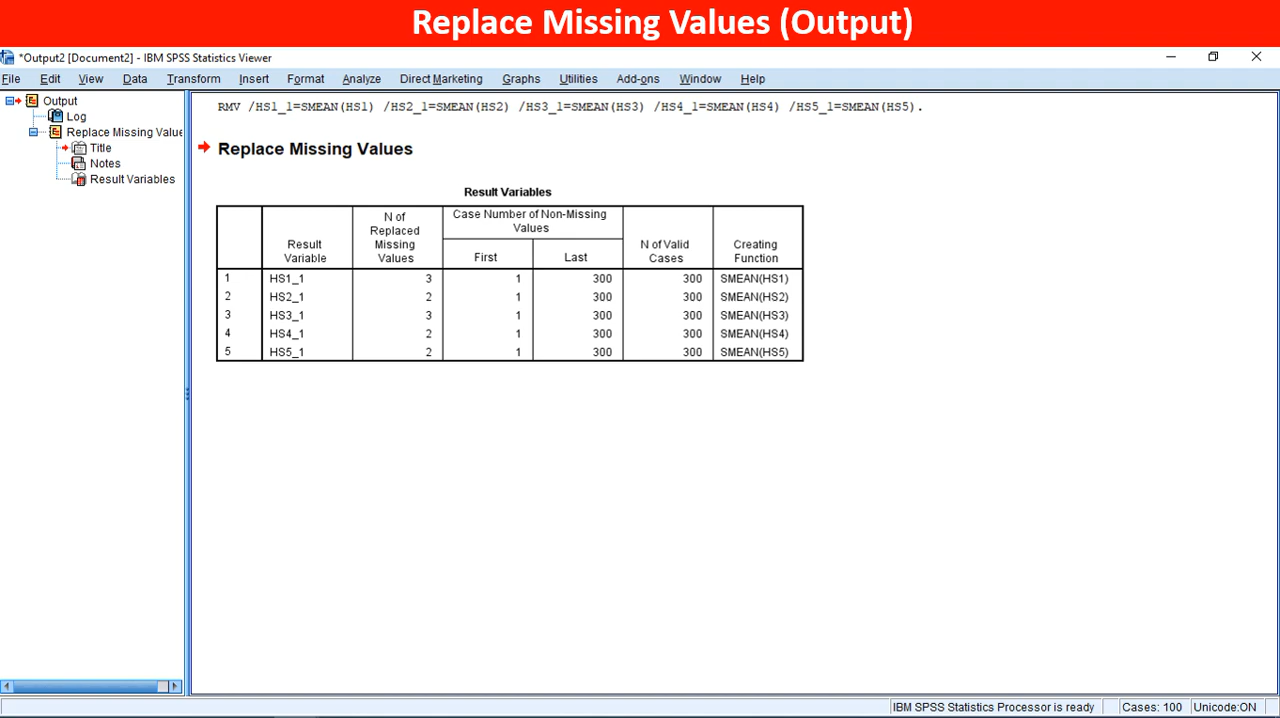 Replace Missing Values (Output)
*Output2 [Document2] - IBM SPSS Statistics Viewer
File Edit View Data Transform Insert Format Analyze Direct Marketing Graphs Utilities Add-ons Window Help
Output
Log
Replace Missing Value
Title
Notes
Result Variables
RMV /HS1_1=SMEAN(HS1) /HS2_1=SMEAN(HS2) /HS3_1=SMEAN(HS3) /HS4_1=SMEAN(HS4) /HS5_1=SMEAN(HS5).
Replace Missing Values
Result Variables
Result Variable N of Replaced Missing Values Case Number of Non-Missing Values N of Valid Cases Creating Function
First Last
1 HS1_1 3 1 300 300 SMEAN(HS1)
2 HS2_1 2 1 300 300 SMEAN(HS2)
3 HS3_1 3 1 300 300 SMEAN(HS3)
4 HS4_1 2 1 300 300 SMEAN(HS4)
5 HS5_1 2 1 300 300 SMEAN(HS5)
IBM SPSS Statistics Processor is ready Cases: 100 Unicode:ON